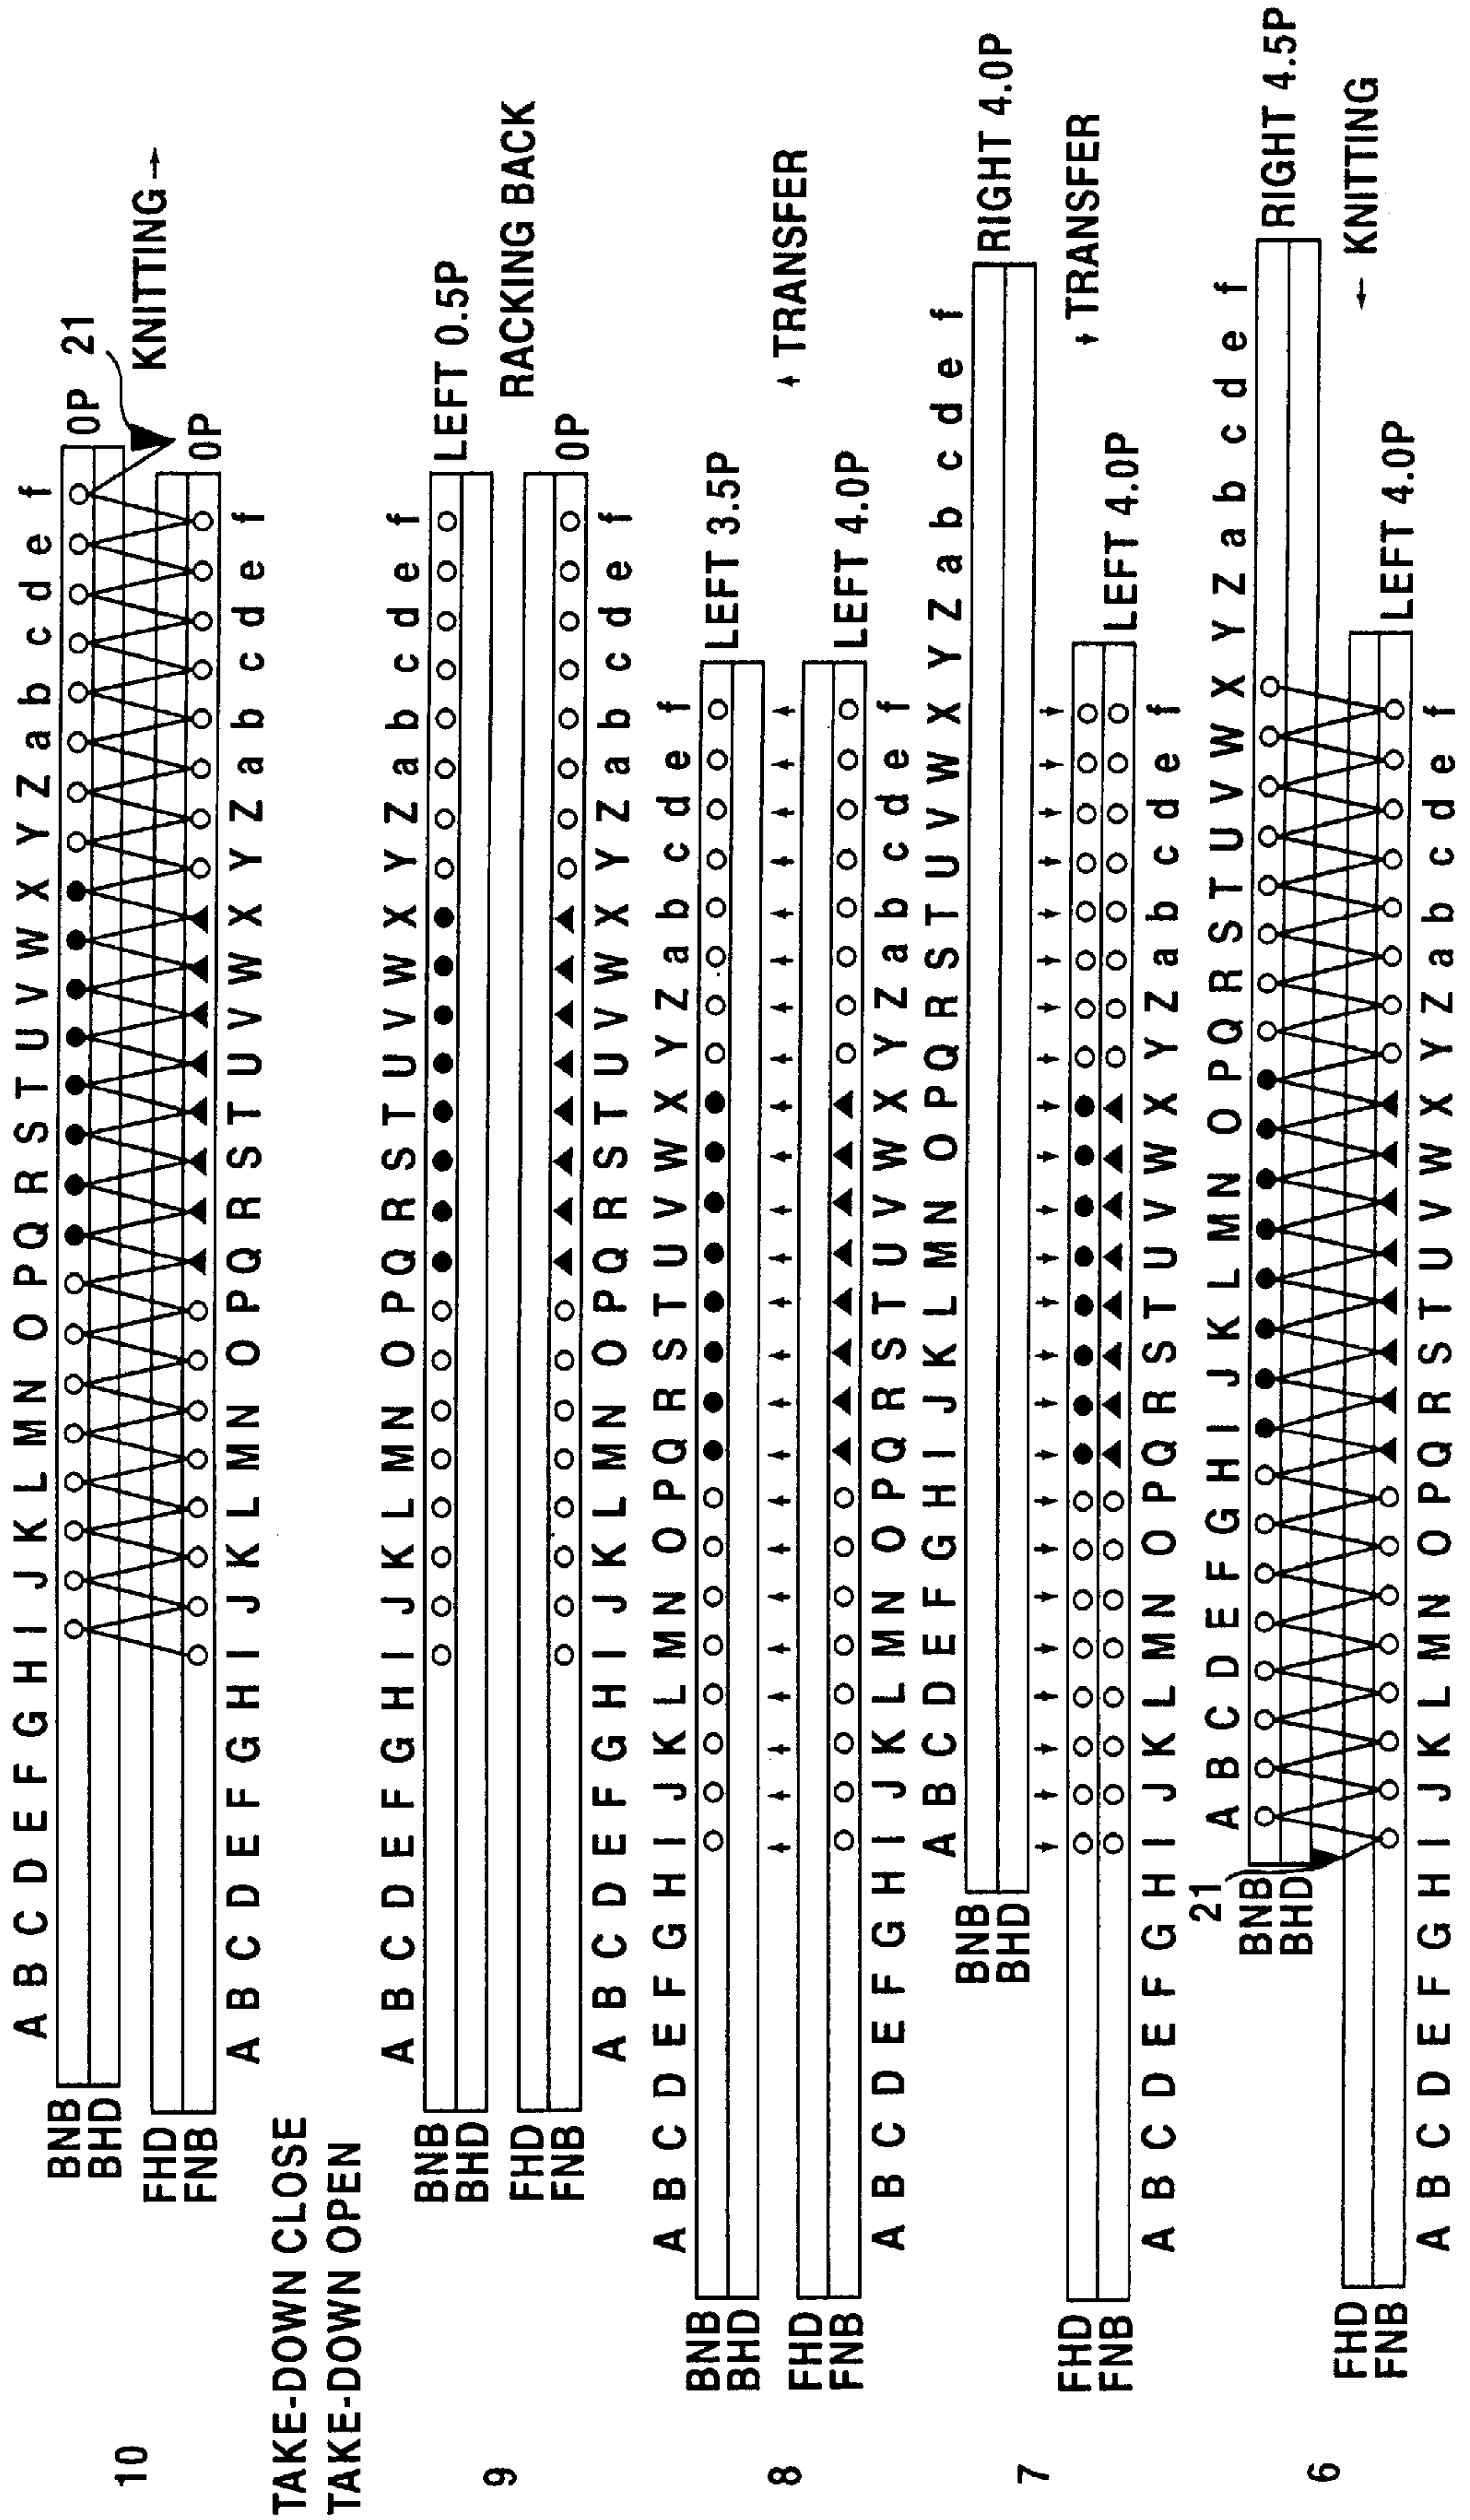 10
A B C D E F G H I J K L M N O P Q R S T U V W X Y Z a b c d e f
BNB 0P 21
BHD
KNITTING →
FHD
FNB 0P
A B C D E F G H I J K L M N O P Q R S T U V W X Y Z a b c d e f
TAKE-DOWN CLOSE
TAKE-DOWN OPEN
9
A B C D E F G H I J K L M N O P Q R S T U V W X Y Z a b c d e f
BNB LEFT 0.5P
BHD
RACKING BACK
FHD
FNB 0P
A B C D E F G H I J K L M N O P Q R S T U V W X Y Z a b c d e f
8
A B C D E F G H I J K L M N O P Q R S T U V W X Y Z a b c d e f
BNB LEFT 3.5P
BHD
↑ TRANSFER
FHD
FNB LEFT 4.0P
A B C D E F G H I J K L M N O P Q R S T U V W X Y Z a b c d e f
7
A B C D E F G H I J K L M N O P Q R S T U V W X Y Z a b c d e f
BNB RIGHT 4.0P
BHD
↓ TRANSFER
FHD
FNB LEFT 4.0P
A B C D E F G H I J K L M N O P Q R S T U V W X Y Z a b c d e f
6
A B C D E F G H I J K L M N O P Q R S T U V W X Y Z a b c d e f
21
BNB RIGHT 4.5P
BHD
← KNITTING
FHD
FNB LEFT 4.0P
A B C D E F G H I J K L M N O P Q R S T U V W X Y Z a b c d e f